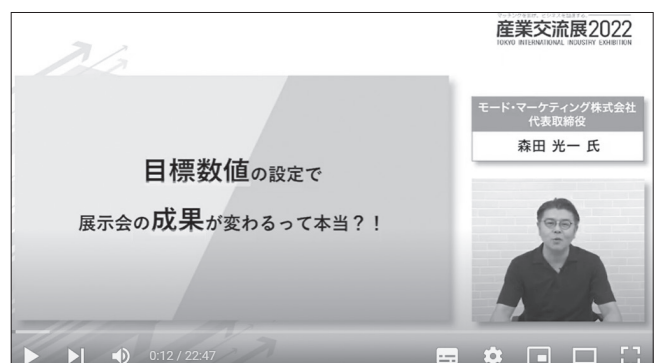 産業交流展2022
TOKYO INTERNATIONAL INDUSTRY EXHIBITION
モード・マーケティング株式会社
代表取締役
森田 光一 氏
目標数値の設定で
展示会の成果が変わるって本当?!
0:12 / 22:47